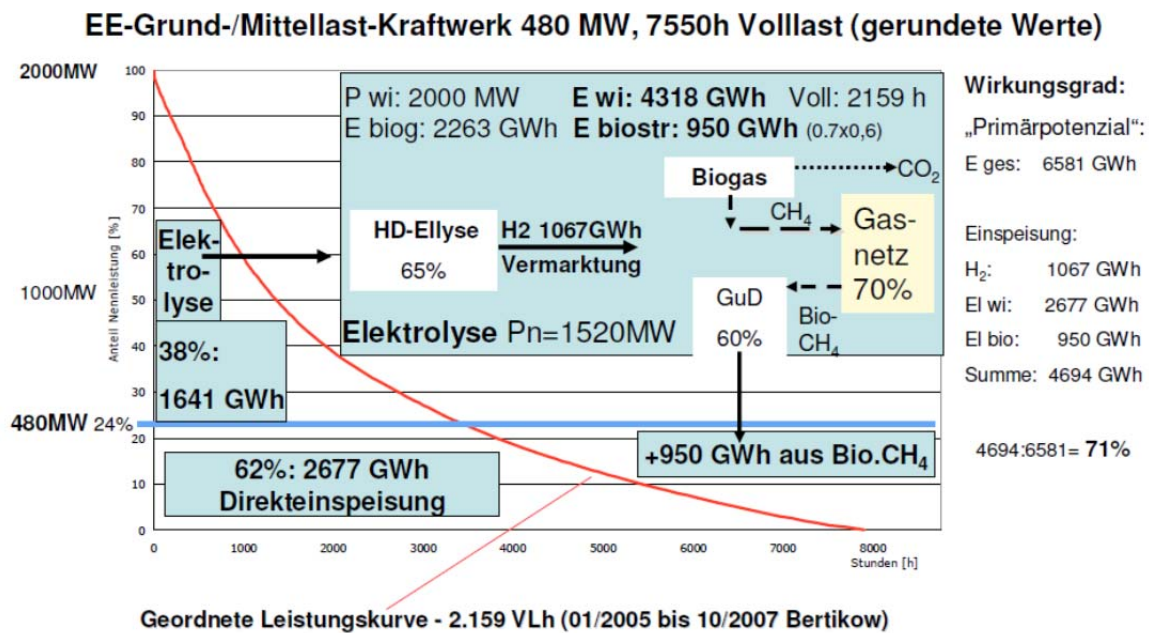 EE-Grund-/Mittellast-Kraftwerk 480 MW, 7550h Volllast (gerundete Werte)
2000MW
1000MW
480MW 24%
Anteil Nennleistung [%]
100
90
80
70
60
50
40
30
20
10
0
P wi: 2000 MW E wi: 4318 GWh Voll: 2159 h
E biog: 2263 GWh E biostr: 950 GWh (0.7x0,6)
Biogas
CO2
CH4
Gas-
netz
70%
HD-Ellyse
65%
H2 1067GWh
Vermarktung
Elek-
tro-
lyse
GuD
60%
Bio-
CH4
Elektrolyse Pn=1520MW
38%:
1641 GWh
62%: 2677 GWh
Direkteinspeisung
+950 GWh aus Bio.CH4
0 1000 2000 3000 4000 5000 6000 7000 8000
Stunden [h]
Wirkungsgrad:
„Primärpotenzial“:
E ges: 6581 GWh
Einspeisung:
H2: 1067 GWh
El wi: 2677 GWh
El bio: 950 GWh
Summe: 4694 GWh
4694:6581= 71%
Geordnete Leistungskurve - 2.159 VLh (01/2005 bis 10/2007 Bertikow)